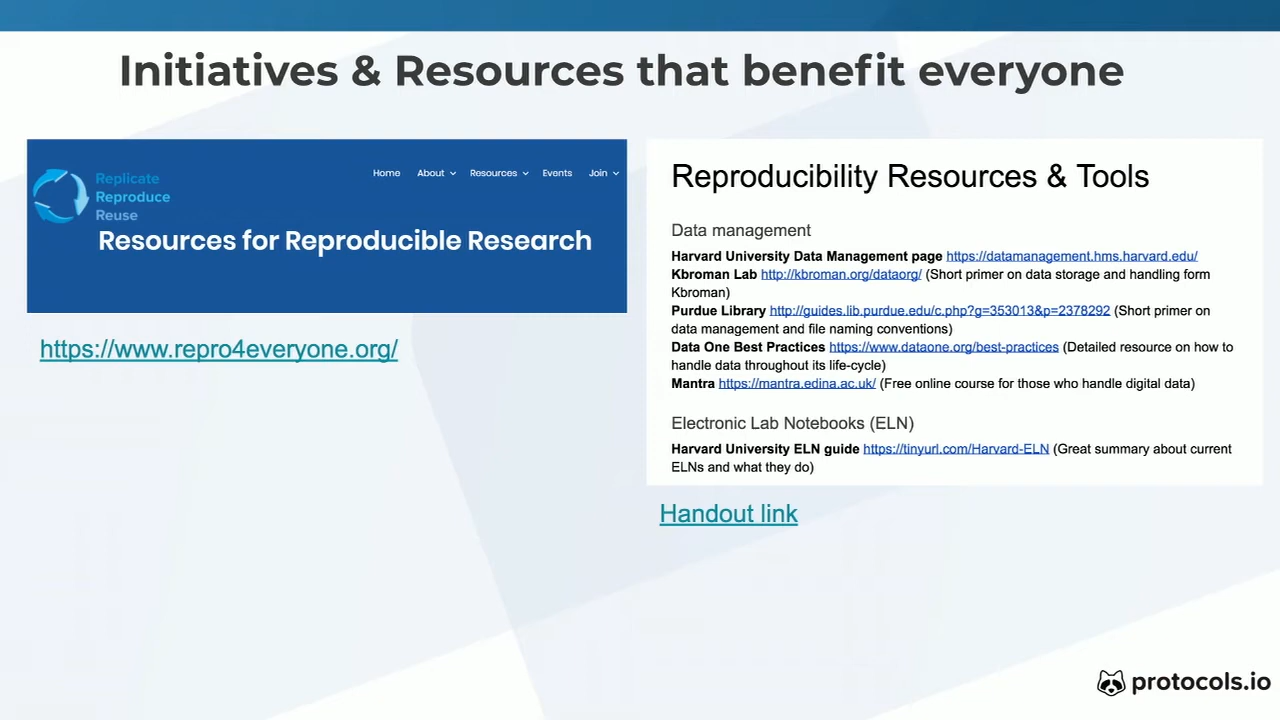 Initiatives & Resources that benefit everyone
Replicate
Reproduce
Reuse
Home About Resources Events Join
Resources for Reproducible Research
https://www.repro4everyone.org/
Reproducibility Resources & Tools
Data management
Harvard University Data Management page https://datamanagement.hms.harvard.edu/
Kbroman Lab http://kbroman.org/dataorg/ (Short primer on data storage and handling form
Kbroman)
Purdue Library http://guides.lib.purdue.edu/c.php?g=353013&p=2378292 (Short primer on
data management and file naming conventions)
Data One Best Practices https://www.dataone.org/best-practices (Detailed resource on how to
handle data throughout its life-cycle)
Mantra https://mantra.edina.ac.uk/ (Free online course for those who handle digital data)
Electronic Lab Notebooks (ELN)
Harvard University ELN guide https://tinyurl.com/Harvard-ELN (Great summary about current
ELNs and what they do)
Handout link
protocols.io